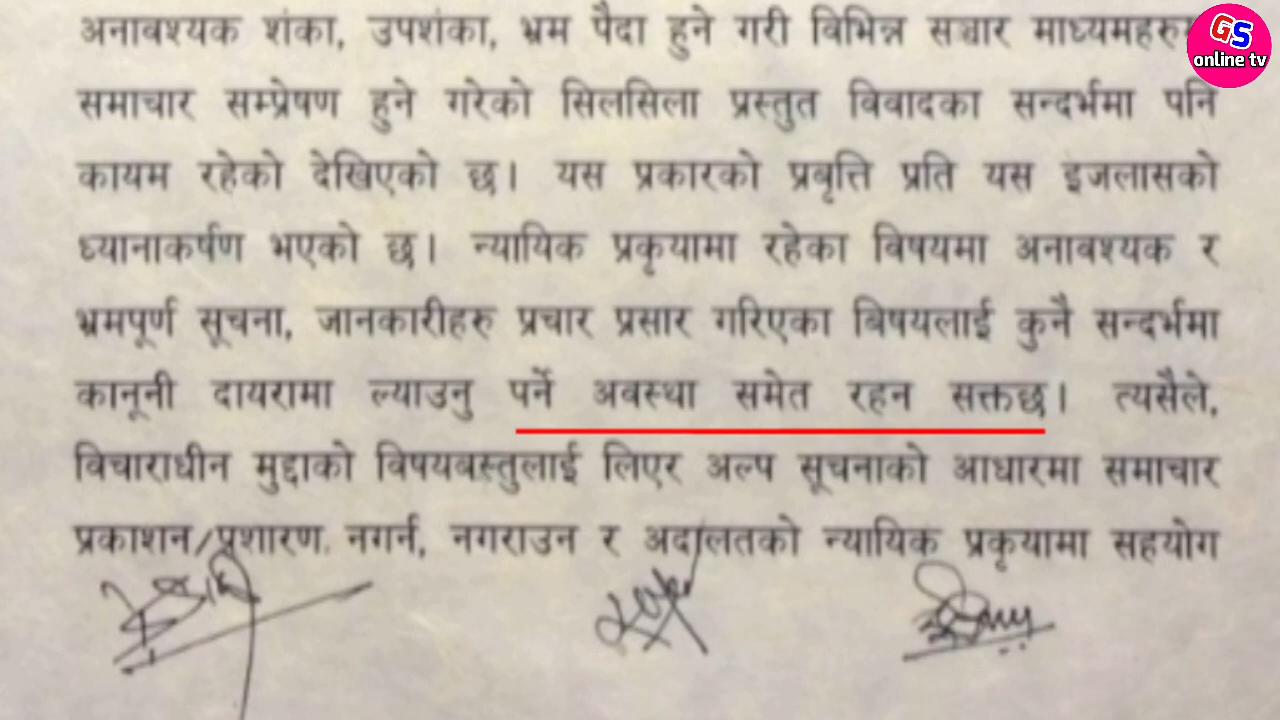 अनावश्यक शंका, उपशंका, भ्रम पैदा हुने गरी विभिन्न सञ्चार
GS
online tv
समाचार सम्प्रेषण हुने गरेको सिलसिला प्रस्तुत विवादका सन्दर्भमा पनि
कायम रहेको देखिएको छ। यस प्रकारको प्रबृत्ति प्रति यस इजलासको
ध्यानाकर्षण भएको छ। न्यायिक प्रकृयामा रहेका विषयमा अनावश्यक र
भ्रमपूर्ण सूचना, जानकारीहरु प्रचार प्रसार गरिएका विषयलाई कुनै सन्दर्भमा
कानूनी दायरामा ल्याउनु पर्ने अवस्था समेत रहन सक्तछ। त्यसैले,
विचाराधीन मुद्दाको विषयवस्तुलाई लिएर अल्प सूचनाको आधारमा समाचार
प्रकाशन/प्रशारण नगर्न, नगराउन र अदालतको न्यायिक प्रकृयामा सहयोग